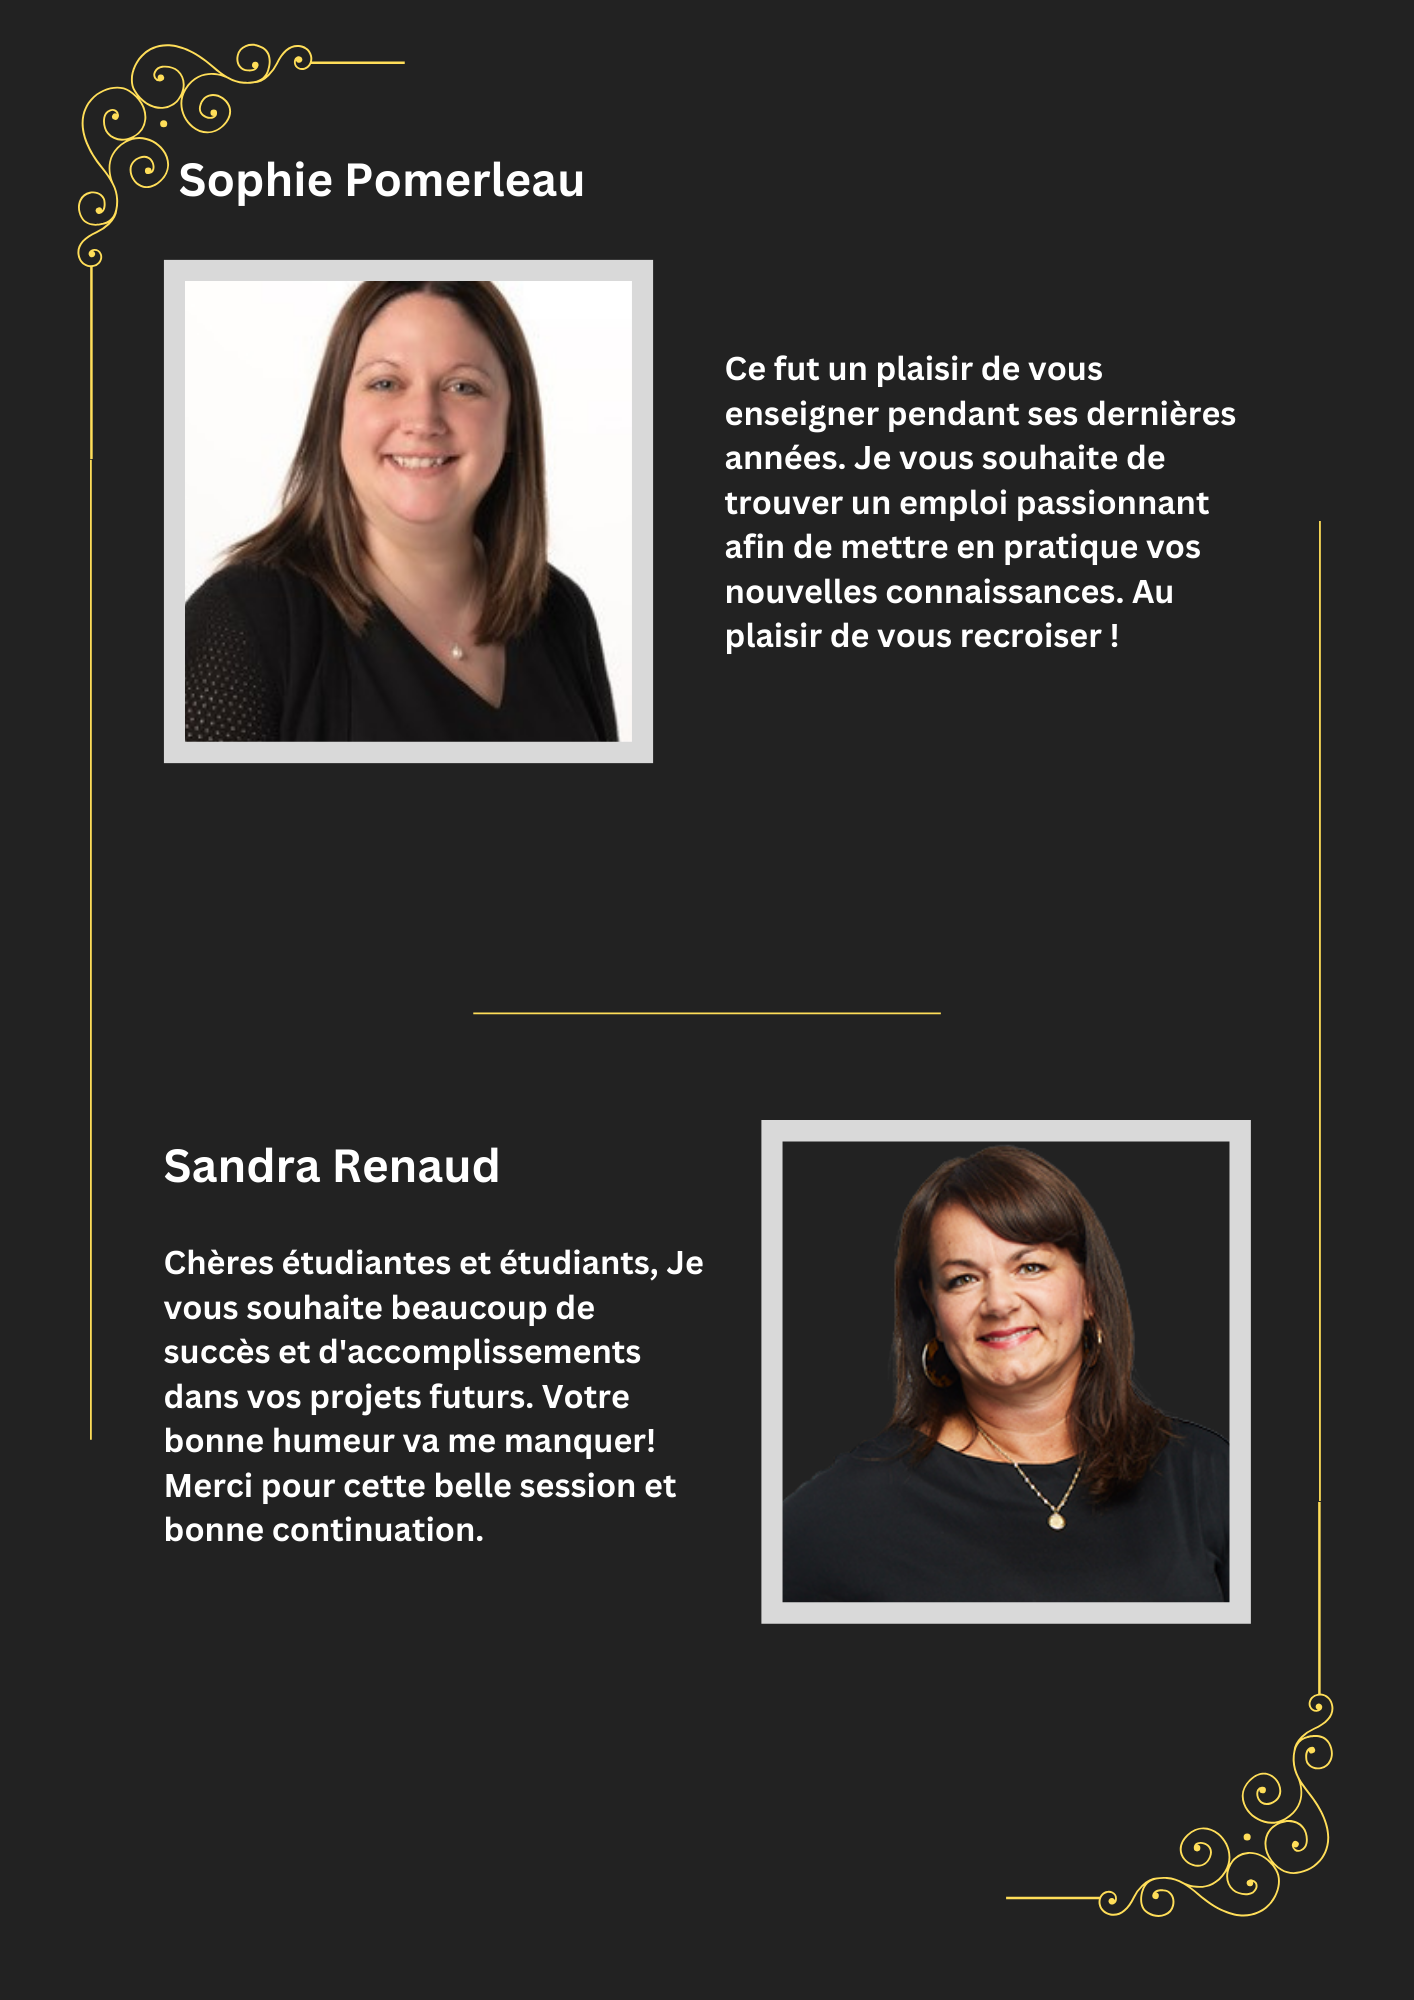 Sophie Pomerleau
Ce fut un plaisir de vous
enseigner pendant ses dernières
années. Je vous souhaite de
trouver un emploi passionnant
afin de mettre en pratique vos
nouvelles connaissances. Au
plaisir de vous recroiser !
Sandra Renaud
Chères étudiantes et étudiants, Je
vous souhaite beaucoup de
succès et d'accomplissements
dans vos projets futurs. Votre
bonne humeur va me manquer!
Merci pour cette belle session et
bonne continuation.